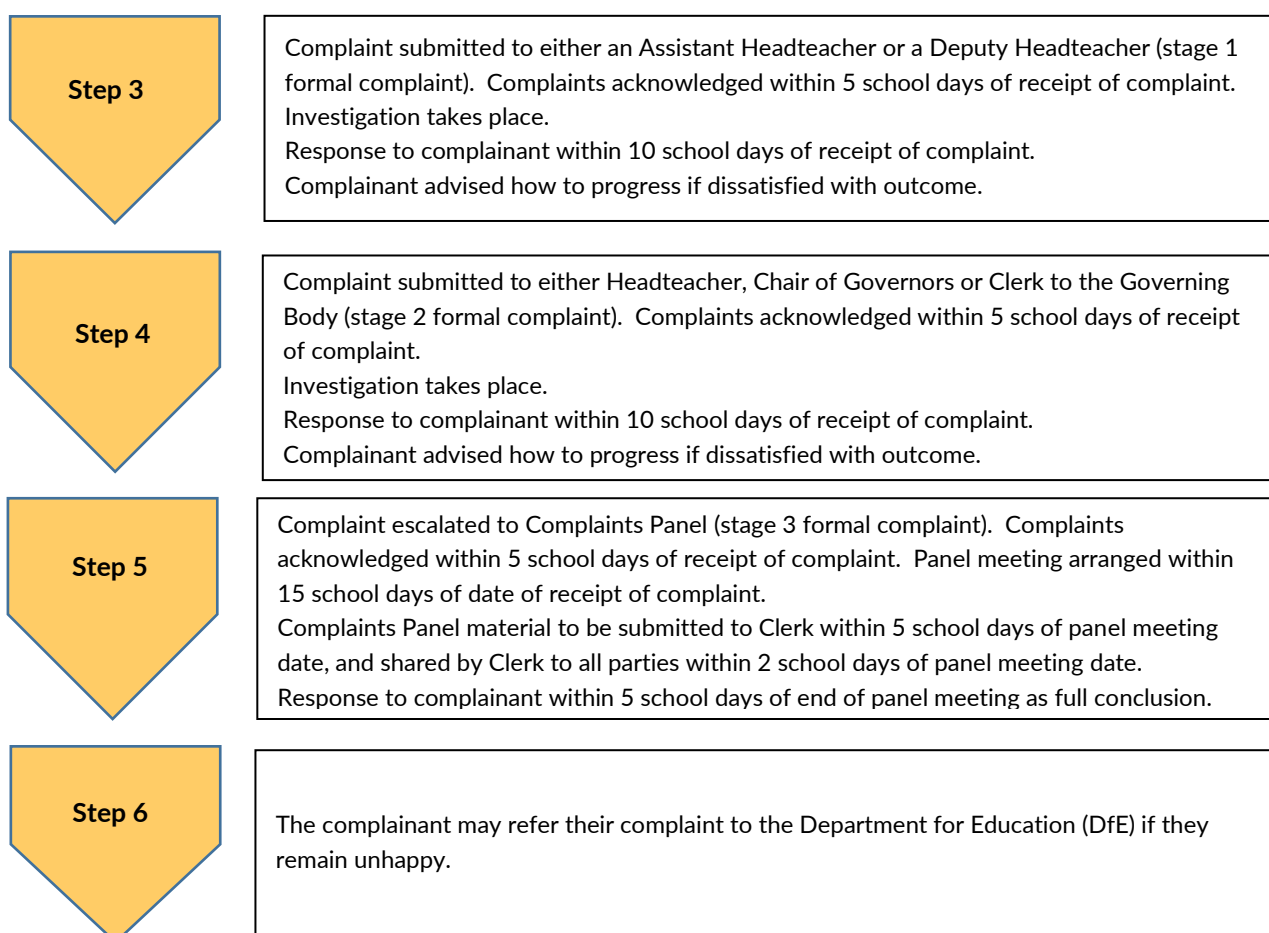 Step 3
Complaint submitted to either an Assistant Headteacher or a Deputy Headteacher (stage 1
formal complaint).  Complaints acknowledged within 5 school days of receipt of complaint.
Investigation takes place.
Response to complainant within 10 school days of receipt of complaint.
Complainant advised how to progress if dissatisfied with outcome.
Step 4
Complaint submitted to either Headteacher, Chair of Governors or Clerk to the Governing
Body (stage 2 formal complaint).  Complaints acknowledged within 5 school days of receipt
of complaint.
Investigation takes place.
Response to complainant within 10 school days of receipt of complaint.
Complainant advised how to progress if dissatisfied with outcome.
Step 5
Complaint escalated to Complaints Panel (stage 3 formal complaint).  Complaints
acknowledged within 5 school days of receipt of complaint.  Panel meeting arranged within
15 school days of date of receipt of complaint.
Complaints Panel material to be submitted to Clerk within 5 school days of panel meeting
date, and shared by Clerk to all parties within 2 school days of panel meeting date.
Response to complainant within 5 school days of end of panel meeting as full conclusion.
Step 6
The complainant may refer their complaint to the Department for Education (DfE) if they
remain unhappy.